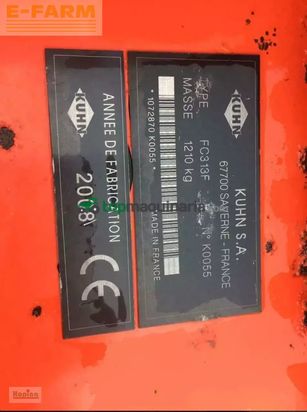 E-FARM
KUHN
ANNEE DE FABRICATION
2008
CE
KUHN
KUHN s.A.
67700 SAVERNE - FRANCE
TYPE FC313F N° K0055
MASSE 1210 kg
*1072870 K0055*
MADE IN FRANCE